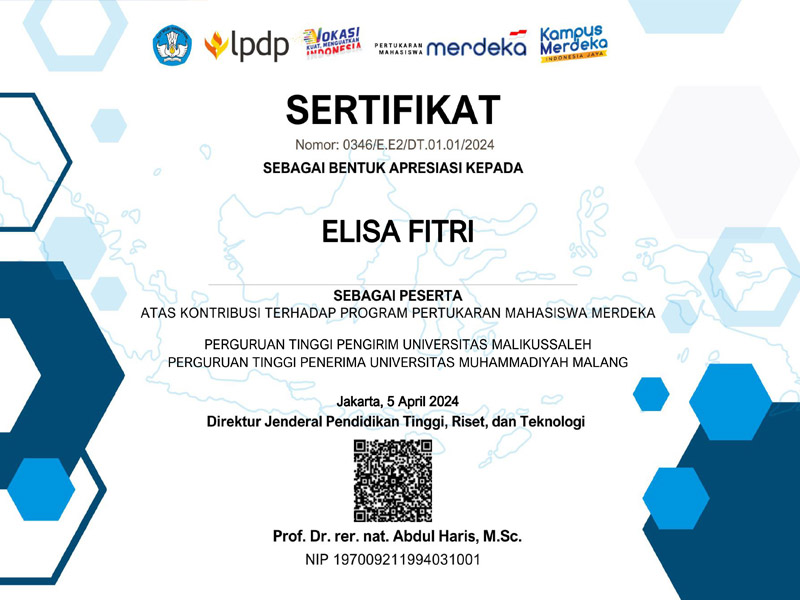 lpdp
VOKASI
KUAT, MENGUATKAN
INDONESIA
PERTUKARAN
MAHASISWA merdeka
Kampus
Merdeka
INDONESIA JAYA
SERTIFIKAT
Nomor: 0346/E.E2/DT.01.01/2024
SEBAGAI BENTUK APRESIASI KEPADA
ELISA FITRI
SEBAGAI PESERTA
ATAS KONTRIBUSI TERHADAP PROGRAM PERTUKARAN MAHASISWA MERDEKA
PERGURUAN TINGGI PENGIRIM UNIVERSITAS MALIKUSSALEH
PERGURUAN TINGGI PENERIMA UNIVERSITAS MUHAMMADIYAH MALANG
Jakarta, 5 April 2024
Direktur Jenderal Pendidikan Tinggi, Riset, dan Teknologi
Prof. Dr. rer. nat. Abdul Haris, M.Sc.
NIP 197009211994031001